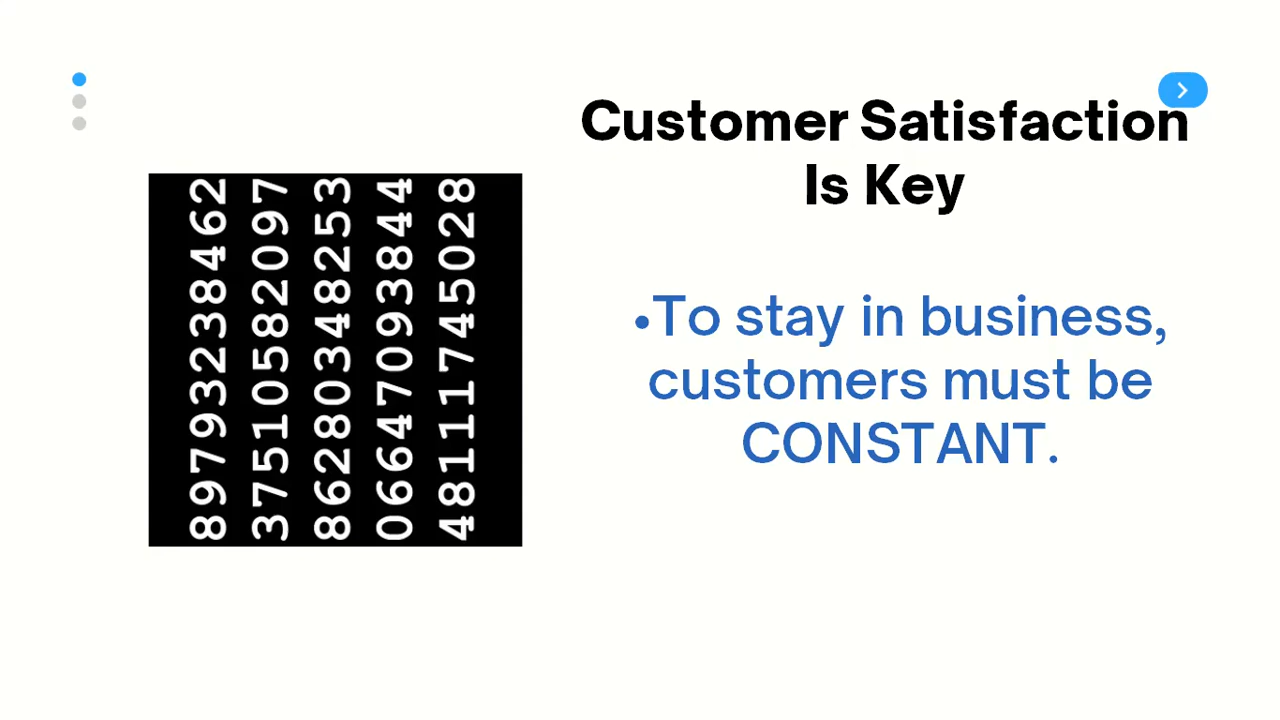 Customer Satisfaction
Is Key
•To stay in business,
customers must be
CONSTANT.
89793238462
37510582097
86280348253
06647093844
48111745028